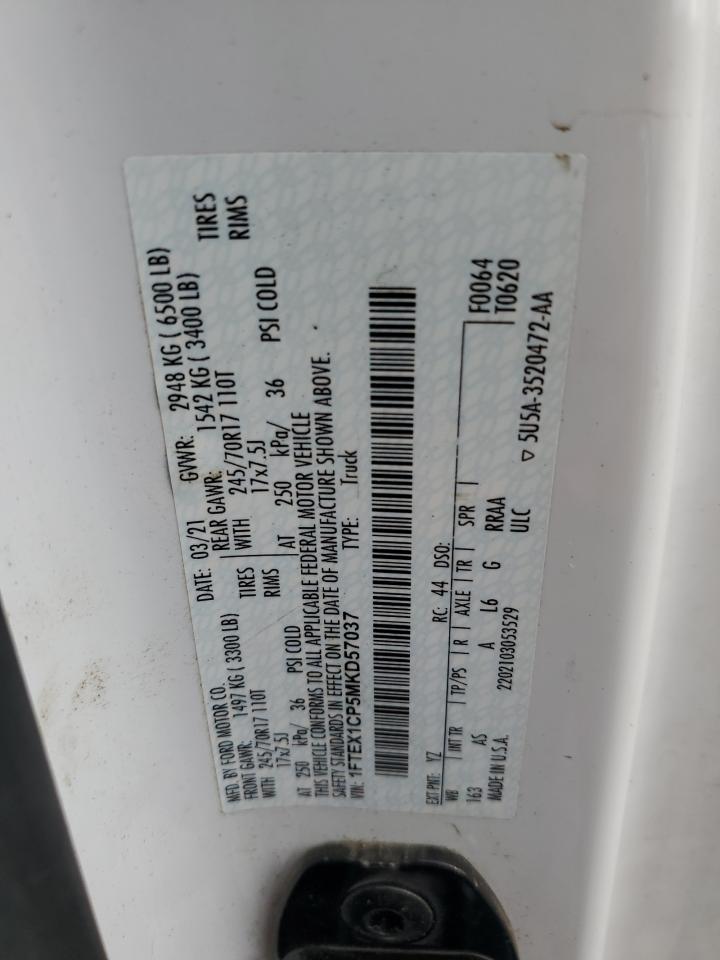 MFD. BY FORD MOTOR CO.
DATE: 03/21 GVWR: 2948 KG ( 6500 LB)
FRONT GAWR: 1497 KG ( 3300 LB) REAR GAWR: 1542 KG ( 3400 LB)
WITH 245/70R17 110T TIRES WITH 245/70R17 110T TIRES
17x7.5J RIMS 17x7.5J RIMS
AT 250 kPa/ 36 PSI COLD AT 250 kPa/ 36 PSI COLD
THIS VEHICLE CONFORMS TO ALL APPLICABLE FEDERAL MOTOR VEHICLE
SAFETY STANDARDS IN EFFECT ON THE DATE OF MANUFACTURE SHOWN ABOVE.
VIN: 1FTEX1CP5MKD57037 TYPE: Truck
EXT PNT: YZ RC: 44 DSO: F0064
WB INT TR TP/PS R AXLE TR SPR T0620
163 AS A L6 G RRAA
MADE IN U.S.A. 2202103053529 ULC
5U5A-3520472-AA